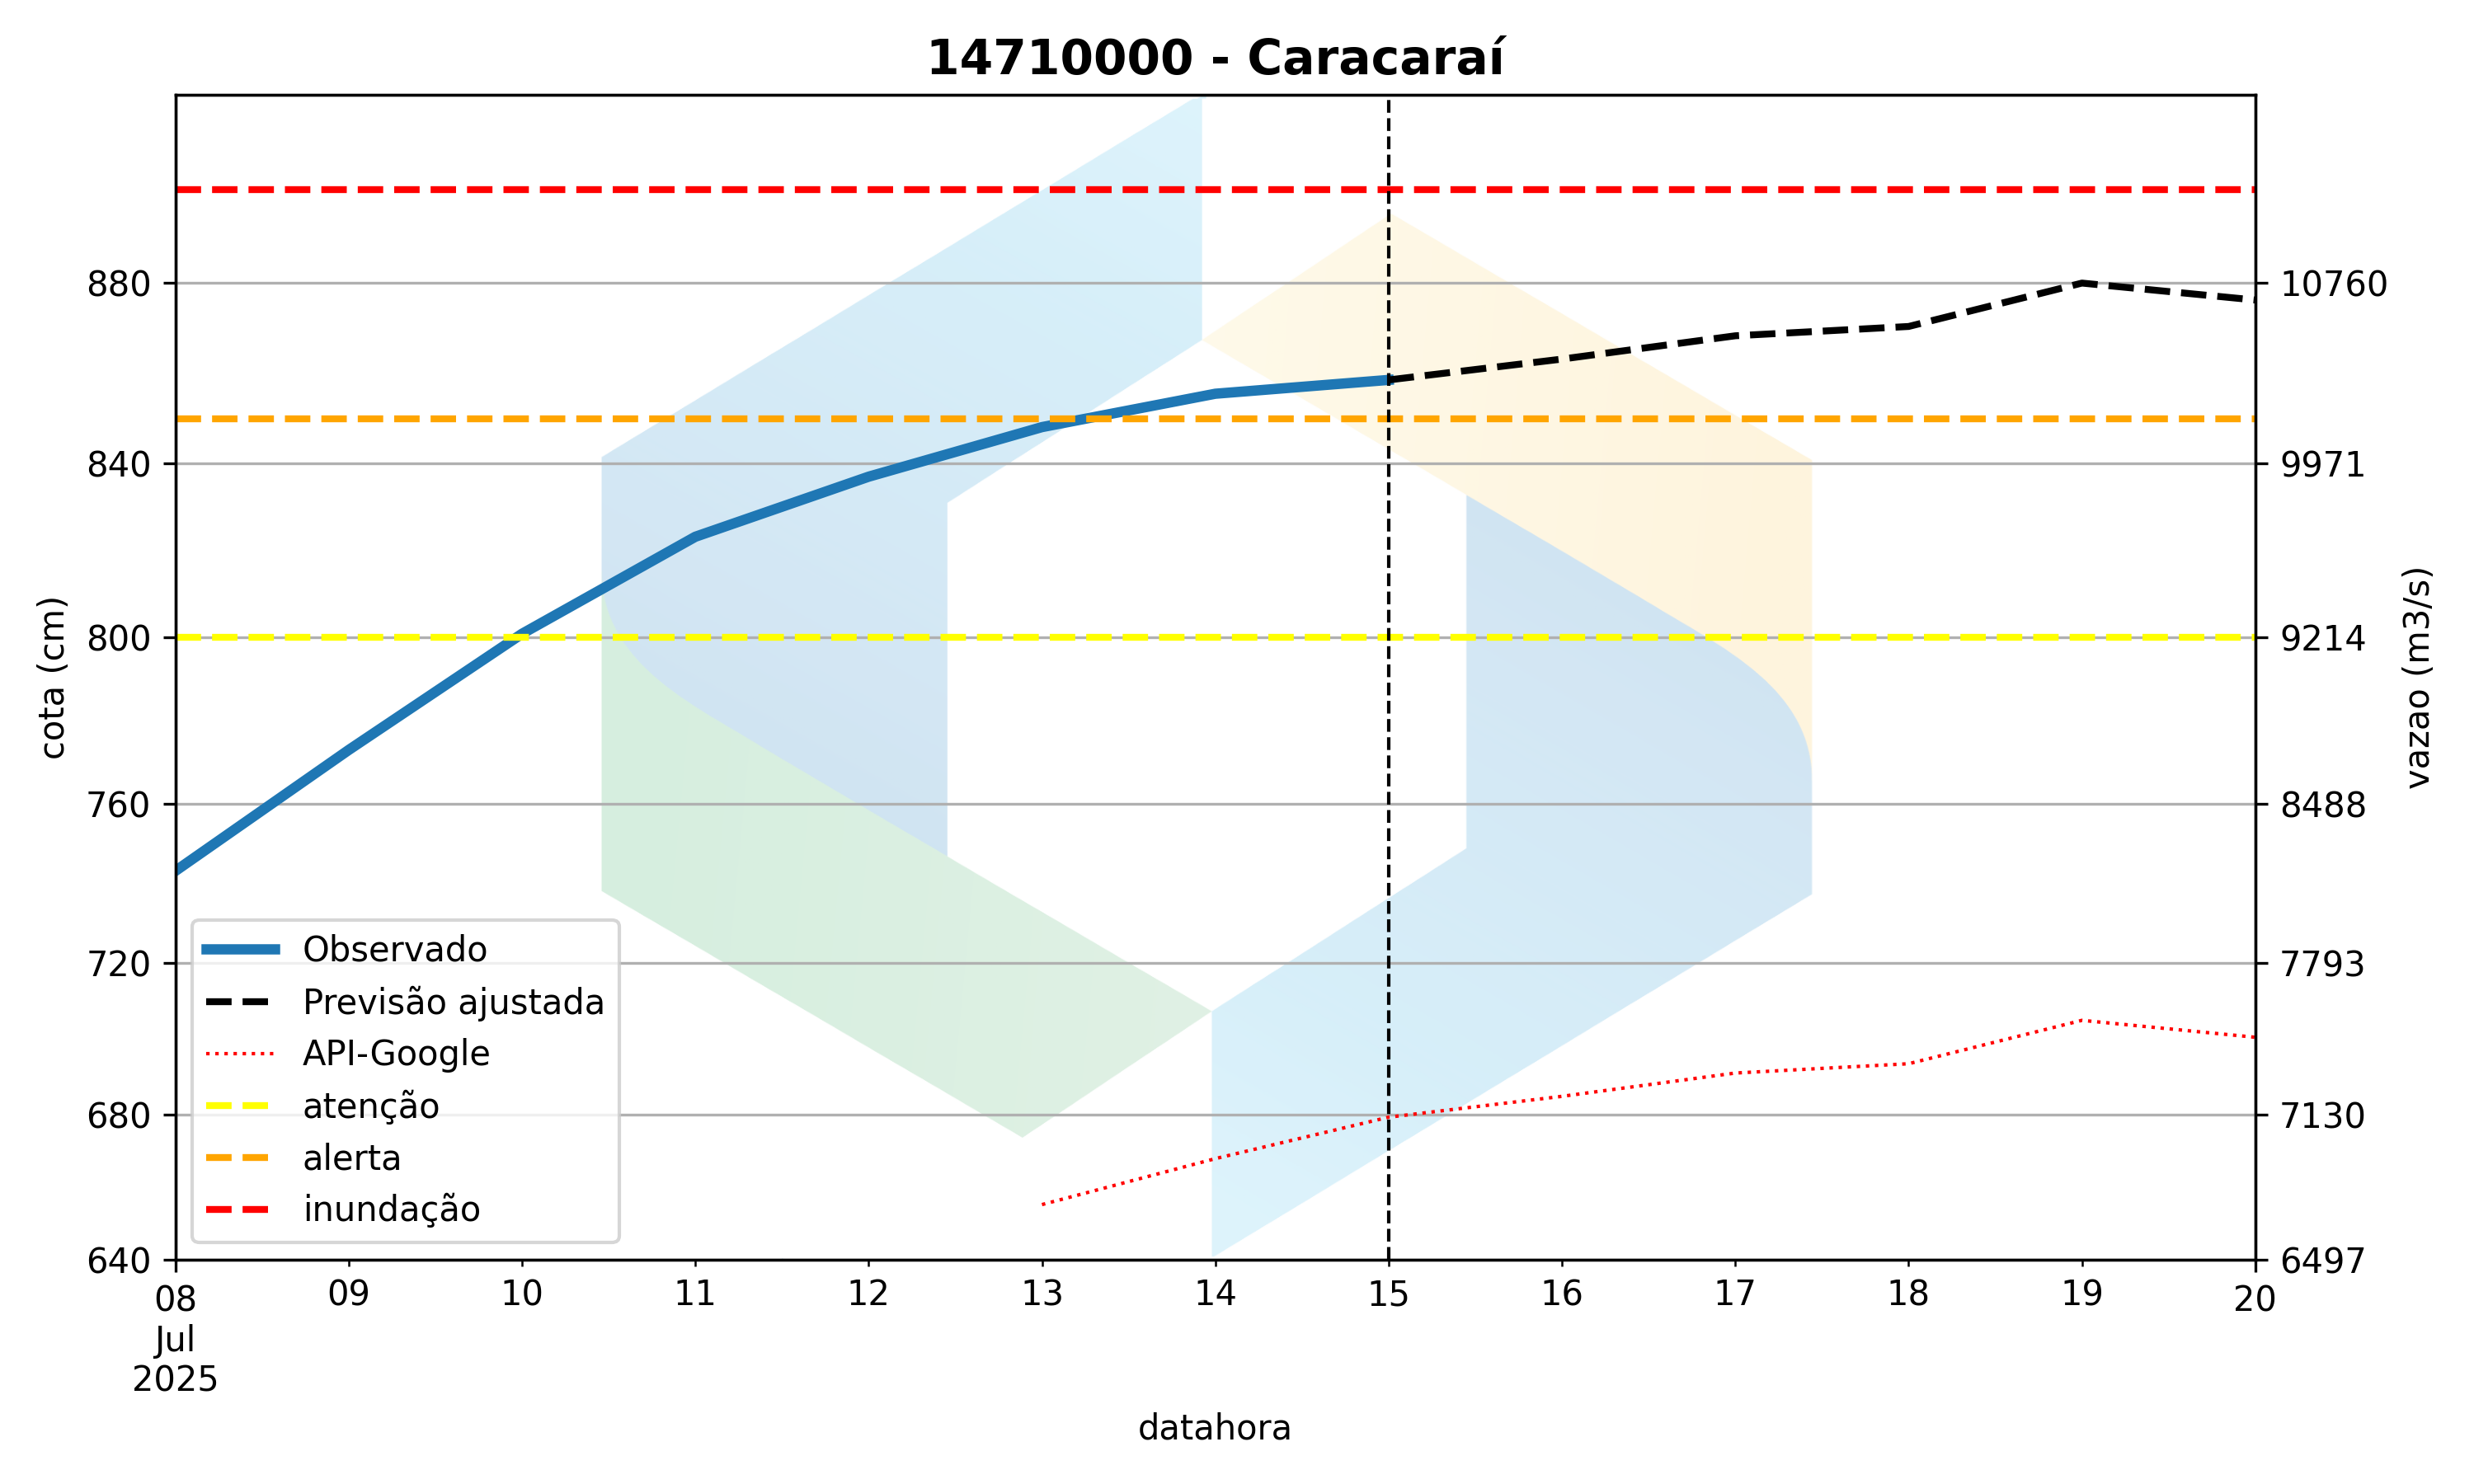 14710000 - Caracaraí
cota (cm)
880
840
800
760
720
680
640
10760
9971
9214
8488
7793
7130
6497
vazao (m3/s)
Observado
Previsão ajustada
API-Google
atenção
alerta
inundação
08 09 10 11 12 13 14 15 16 17 18 19 20
Jul
2025
datahora